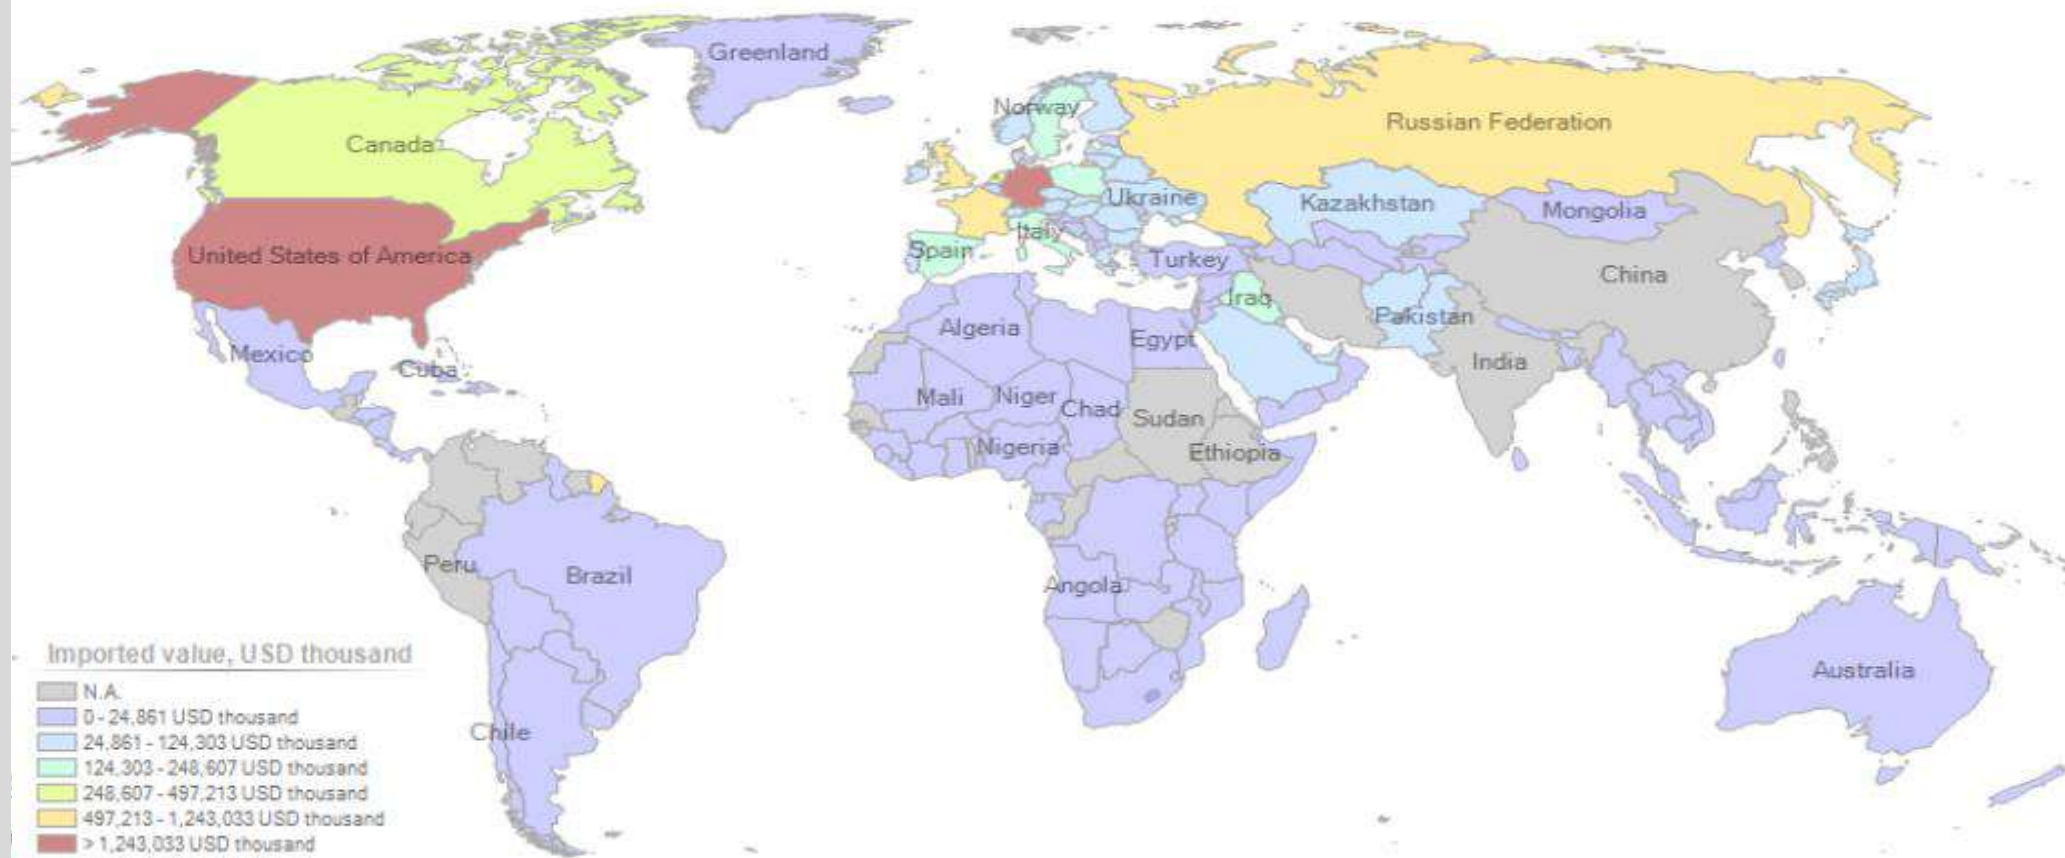 Greenland
Norway
Russian Federation
Canada
Ukraine
Kazakhstan
Mongolia
Italy
United States of America
Spain
Turkey
China
Iraq
Pakistan
Algeria
Egypt
Mexico
India
Cuba
Mali
Niger
Chad
Sudan
Nigeria
Ethiopia
Peru
Brazil
Angola
Australia
Chile
Imported value, USD thousand
N.A.
0 - 24,861 USD thousand
24,861 - 124,303 USD thousand
124,303 - 248,607 USD thousand
248,607 - 497,213 USD thousand
497,213 - 1,243,033 USD thousand
> 1,243,033 USD thousand